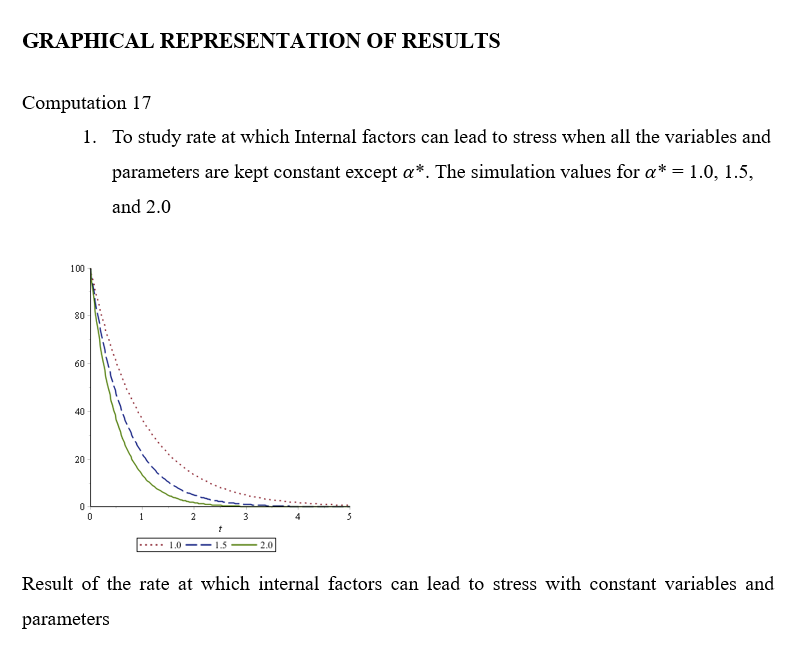 GRAPHICAL REPRESENTATION OF RESULTS
Computation 17
1. To study rate at which Internal factors can lead to stress when all the variables and
parameters are kept constant except α*. The simulation values for α* = 1.0, 1.5,
and 2.0
100
80
60
40
20
0
0 1 2 3 4 5
t
1.0 1.5 2.0
Result of the rate at which internal factors can lead to stress with constant variables and
parameters